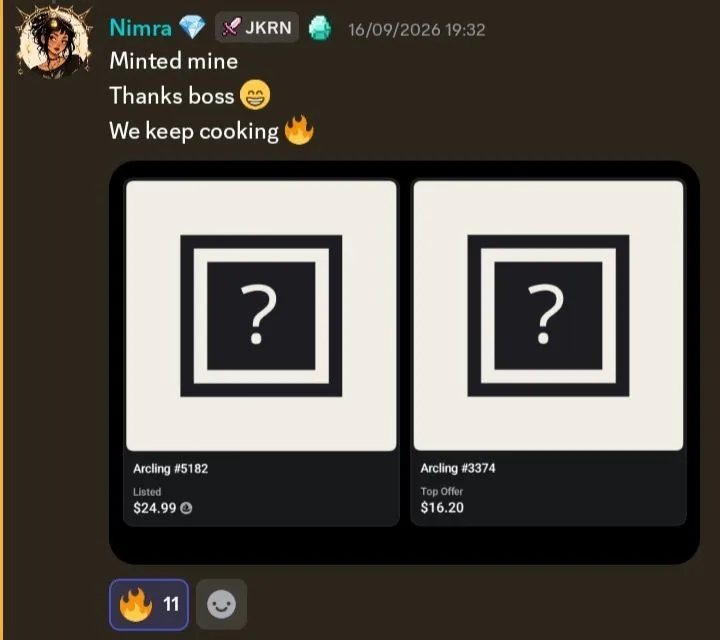 Nimra 💎 JKRN 16/09/2026 19:32
Minted mine
Thanks boss 😁
We keep cooking 🔥
? ?
Arcling #5182 Arcling #3374
Listed Top Offer
$24.99 $16.20
🔥 11